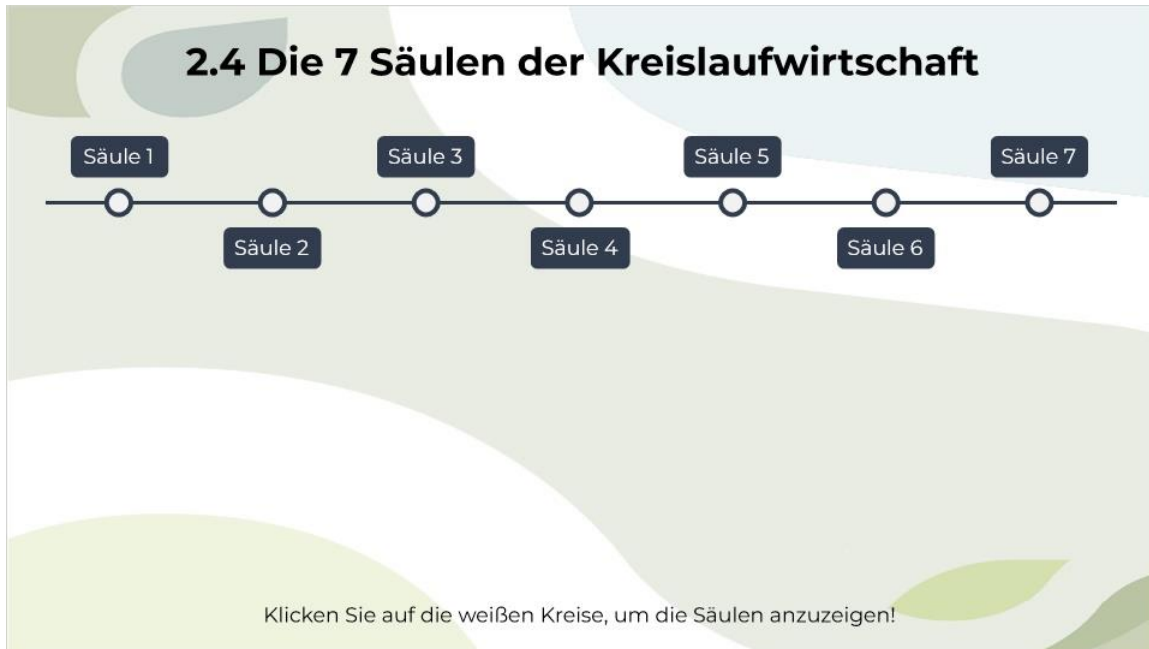 2.4 Die 7 Säulen der Kreislaufwirtschaft
Säule 1
Säule 3
Säule 5
Säule 7
Säule 2
Säule 4
Säule 6
Klicken Sie auf die weißen Kreise, um die Säulen anzuzeigen!